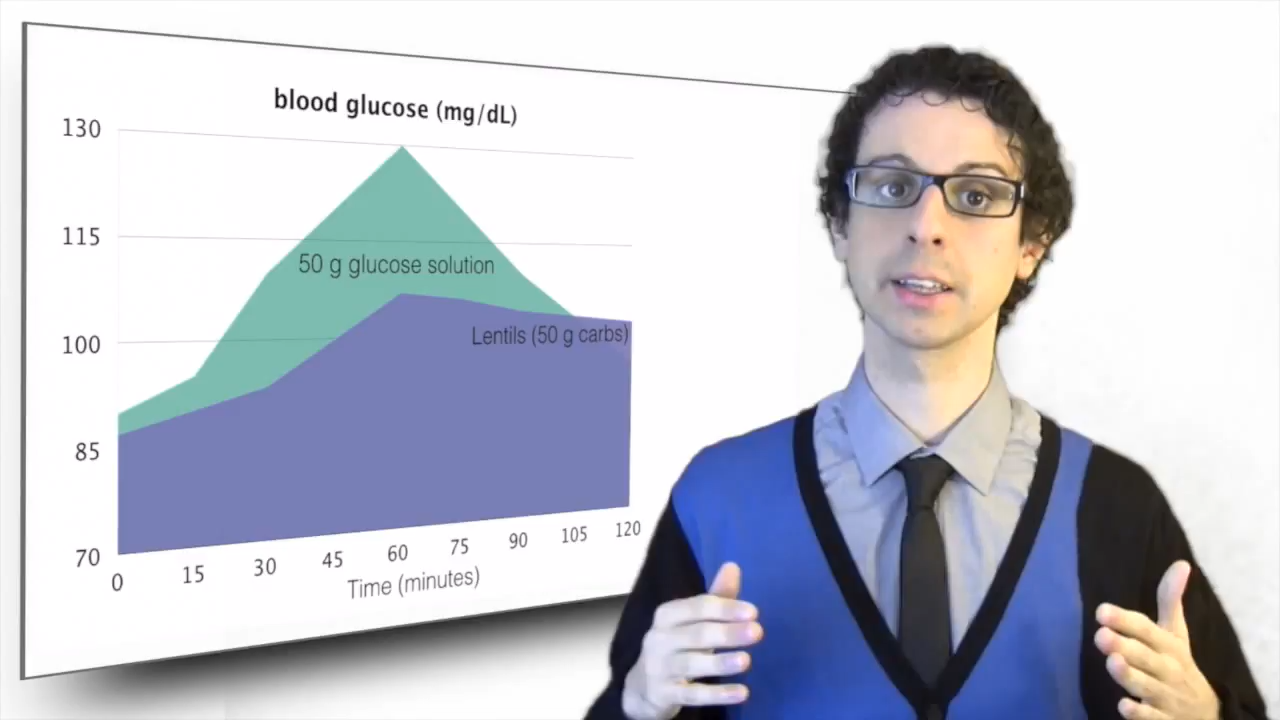 blood glucose (mg/dL)
130
115
100
85
70
50 g glucose solution
Lentils (50 g carbs)
0 15 30 45 60 75 90 105 120
Time (minutes)